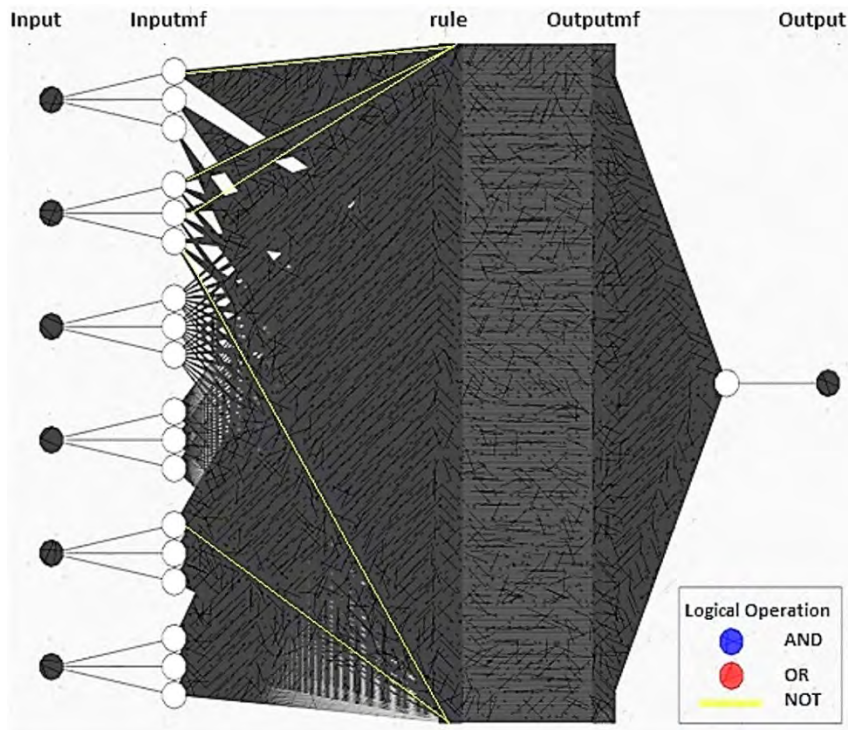 Input Inputmf rule Outputmf Output
Logical Operation
AND
OR
NOT